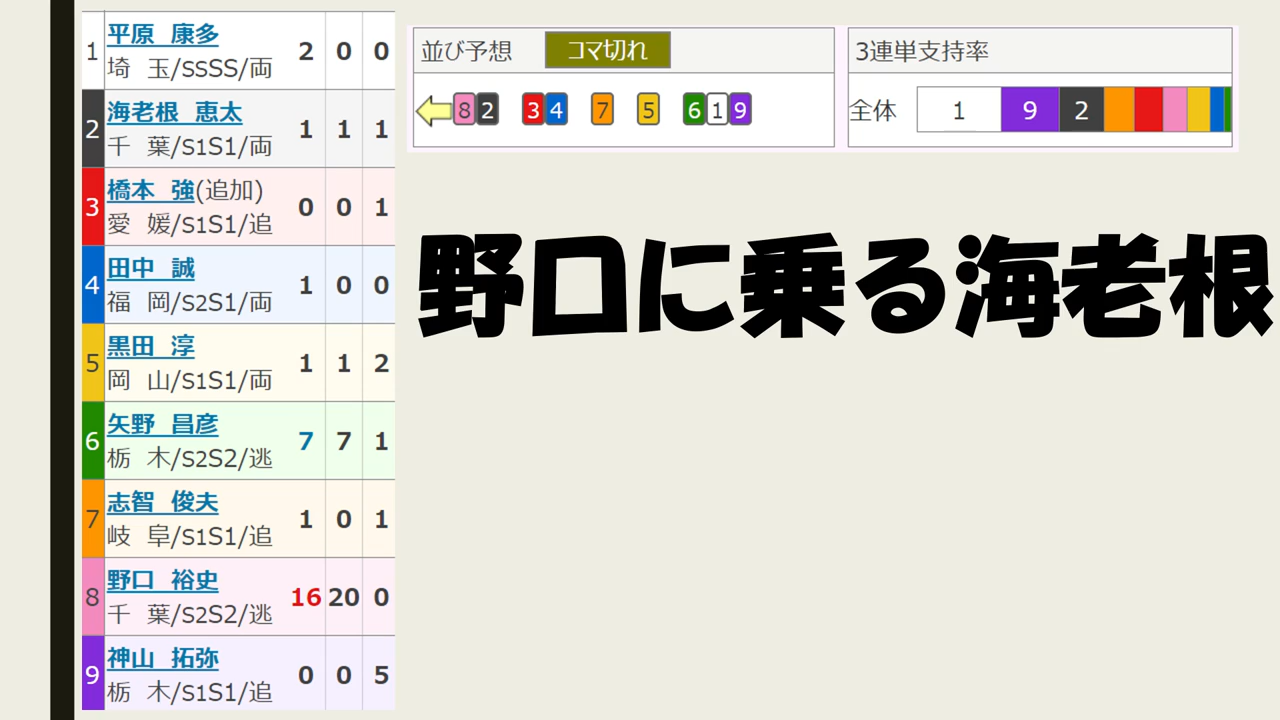 1 平原 康多 2 0 0
埼 玉/SSSS/両
2 海老根 恵太 1 1 1
千 葉/S1S1/両
3 橋本 強(追加) 0 0 1
愛 媛/S1S1/追
4 田中 誠 1 0 0
福 岡/S2S1/両
5 黒田 淳 1 1 2
岡 山/S1S1/両
6 矢野 昌彦 7 7 1
栃 木/S2S2/逃
7 志智 俊夫 1 0 1
岐 阜/S1S1/追
8 野口 裕史 16 20 0
千 葉/S2S2/逃
9 神山 拓弥 0 0 5
栃 木/S1S1/追
並び予想 コマ切れ
8 2 3 4 7 5 6 1 9
3連単支持率
全体 1 9 2
野口に乗る海老根